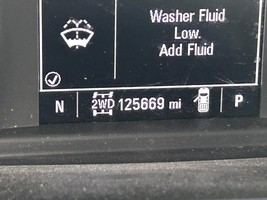 Washer Fluid
Low.
Add Fluid
N 2WD 125669 mi P